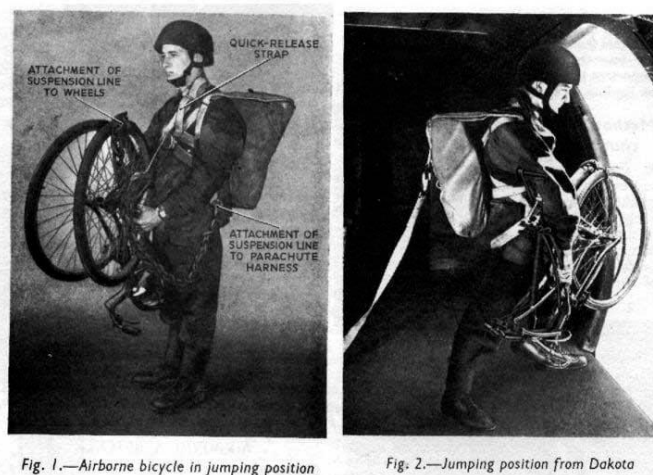 QUICK-RELEASE
STRAP
ATTACHMENT OF
SUSPENSION LINE
TO WHEELS
ATTACHMENT OF
SUSPENSION LINE
TO PARACHUTE
HARNESS
Fig. 1.—Airborne bicycle in jumping position
Fig. 2.—Jumping position from Dakota